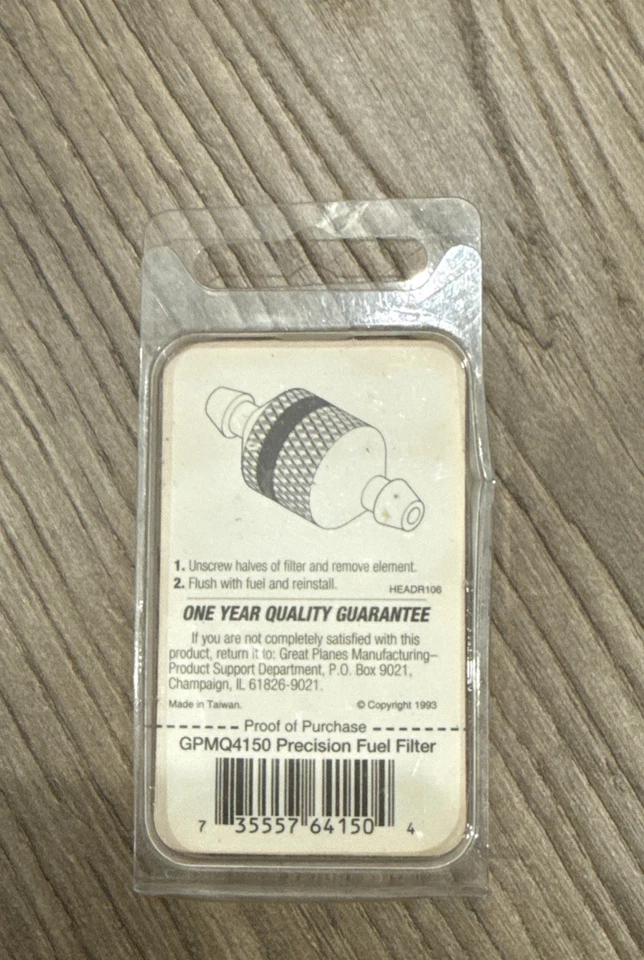 1. Unscrew halves of filter and remove element.
2. Flush with fuel and reinstall.
HEADR106
ONE YEAR QUALITY GUARANTEE
If you are not completely satisfied with this
product, return it to: Great Planes Manufacturing–
Product Support Department, P.O. Box 9021,
Champaign, IL 61826-9021.
Made in Taiwan. © Copyright 1993
Proof of Purchase
GPMQ4150 Precision Fuel Filter
7 35557 64150 4